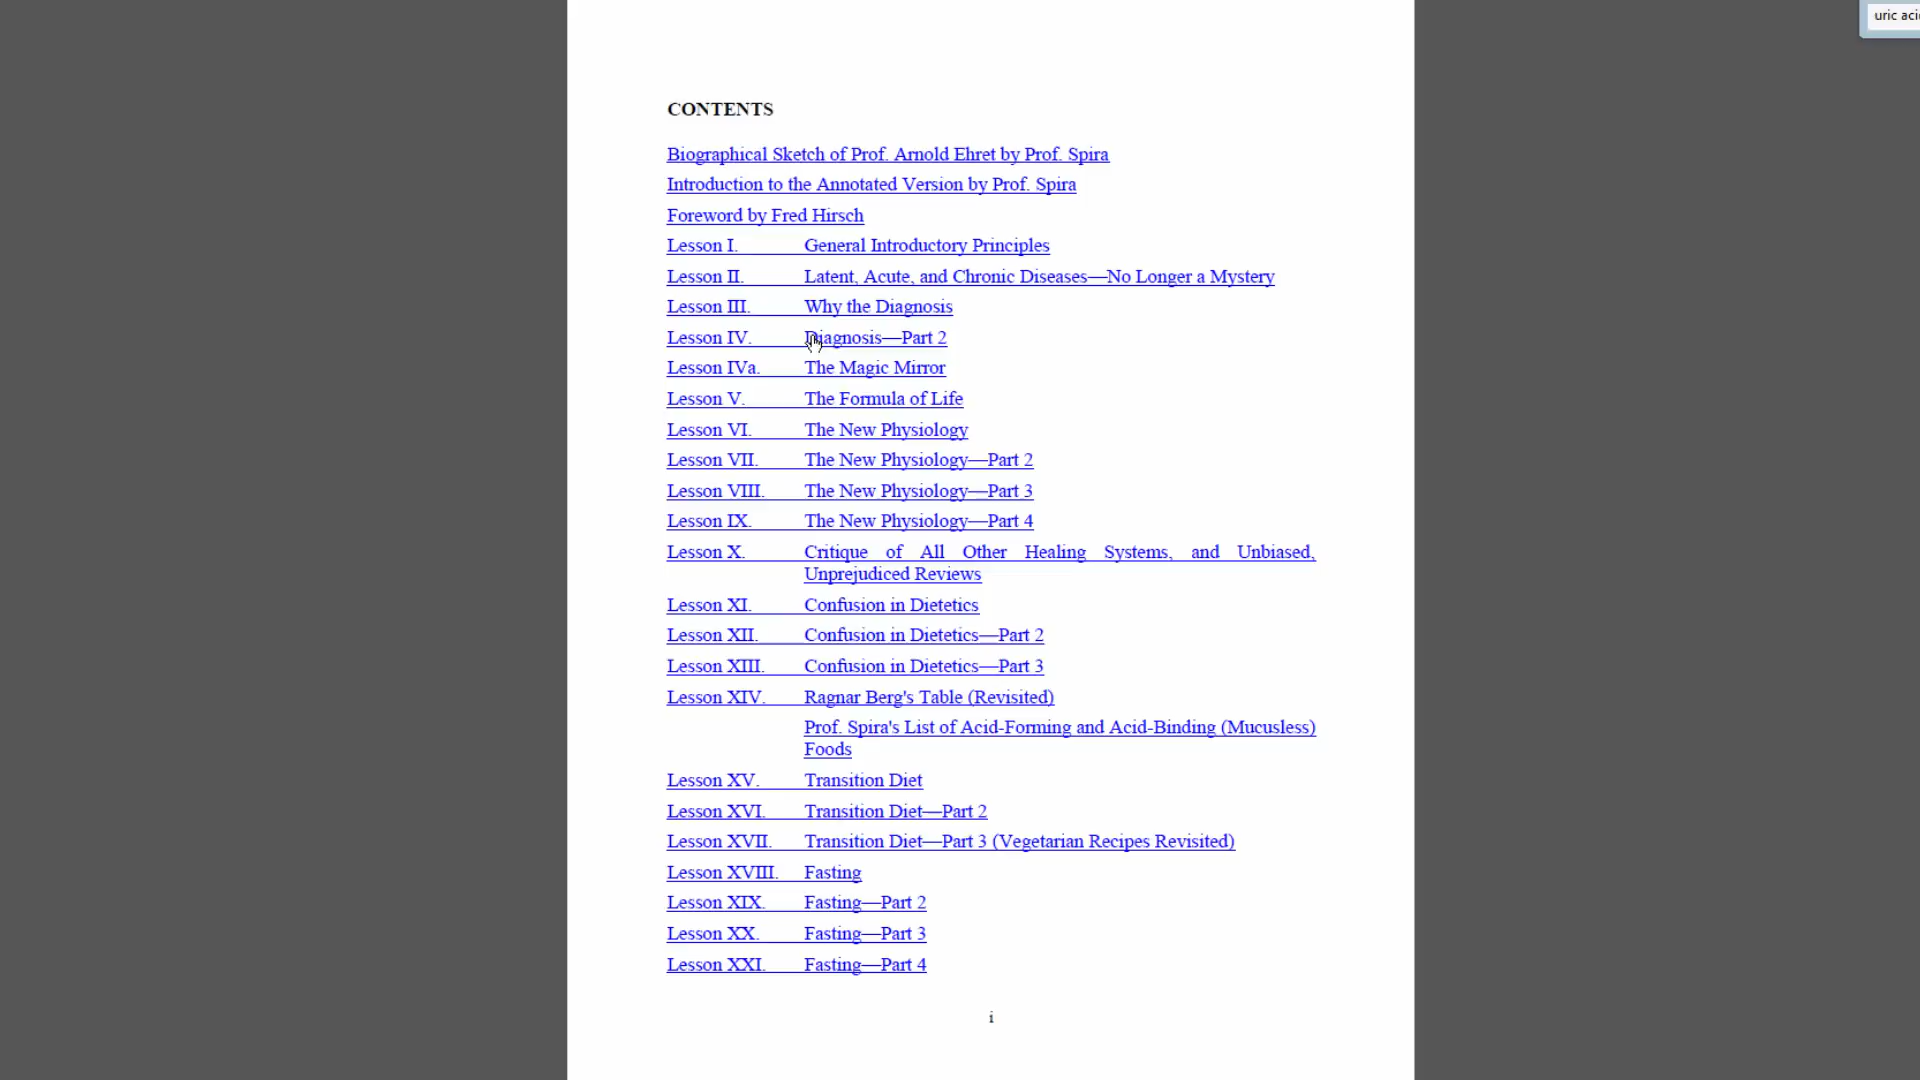 uric aci
CONTENTS
Biographical Sketch of Prof. Arnold Ehret by Prof. Spira
Introduction to the Annotated Version by Prof. Spira
Foreword by Fred Hirsch
Lesson I. General Introductory Principles
Lesson II. Latent, Acute, and Chronic Diseases—No Longer a Mystery
Lesson III. Why the Diagnosis
Lesson IV. Diagnosis—Part 2
Lesson IVa. The Magic Mirror
Lesson V. The Formula of Life
Lesson VI. The New Physiology
Lesson VII. The New Physiology—Part 2
Lesson VIII. The New Physiology—Part 3
Lesson IX. The New Physiology—Part 4
Lesson X. Critique of All Other Healing Systems, and Unbiased,
Unprejudiced Reviews
Lesson XI. Confusion in Dietetics
Lesson XII. Confusion in Dietetics—Part 2
Lesson XIII. Confusion in Dietetics—Part 3
Lesson XIV. Ragnar Berg's Table (Revisited)
Prof. Spira's List of Acid-Forming and Acid-Binding (Mucusless)
Foods
Lesson XV. Transition Diet
Lesson XVI. Transition Diet—Part 2
Lesson XVII. Transition Diet—Part 3 (Vegetarian Recipes Revisited)
Lesson XVIII. Fasting
Lesson XIX. Fasting—Part 2
Lesson XX. Fasting—Part 3
Lesson XXI. Fasting—Part 4
i